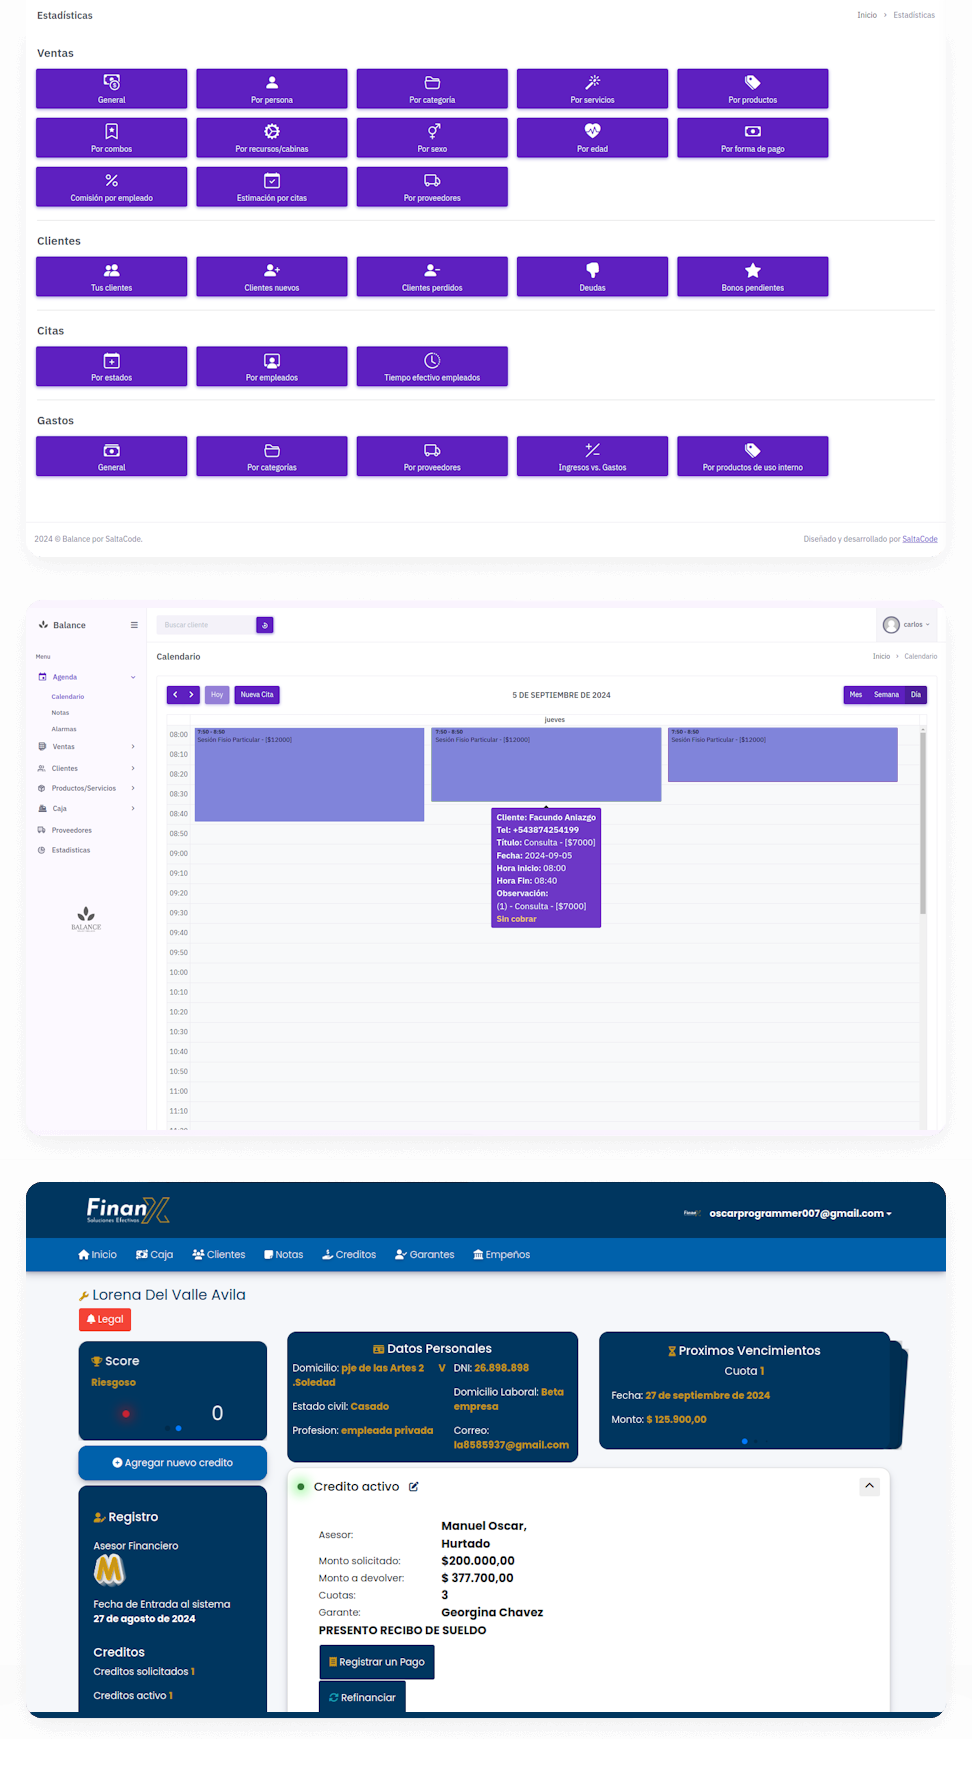 Estadísticas
Inicio > Estadísticas
Ventas
General
Por persona
Por categoría
Por servicios
Por productos
Por combos
Por recursos/cabinas
Por sexo
Por edad
Por forma de pago
Comisión por empleado
Estimación por citas
Por proveedores
Clientes
Tus clientes
Clientes nuevos
Clientes perdidos
Deudas
Bonos pendientes
Citas
Por estados
Por empleados
Tiempo efectivo empleados
Gastos
General
Por categorías
Por proveedores
Ingresos vs. Gastos
Por productos de uso interno
2024 © Balance por SaltaCode.
Diseñado y desarrollado por SaltaCode
Balance
Buscar cliente
carlos
Menu
Agenda
Calendario
Notas
Alarmas
Ventas
Clientes
Productos/Servicios
Caja
Proveedores
Estadísticas
BALANCE
Calendario
Inicio > Calendario
Hoy
Nueva Cita
5 DE SEPTIEMBRE DE 2024
Mes
Semana
Día
jueves
08:00
08:10
08:20
08:30
08:40
08:50
09:00
09:10
09:20
09:30
09:40
09:50
10:00
10:10
10:20
10:30
10:40
10:50
11:00
11:10
7:50 - 8:50
Sesión Fisio Particular - [$12000]
7:50 - 8:50
Sesión Fisio Particular - [$12000]
7:50 - 8:50
Sesión Fisio Particular - [$12000]
Cliente: Facundo Aniazgo
Tel: +543874254199
Título: Consulta - [$7000]
Fecha: 2024-09-05
Hora inicio: 08:00
Hora Fin: 08:40
Observación:
(1) - Consulta - [$7000]
Sin cobrar
FinanX
Soluciones Efectivas
oscarprogrammer007@gmail.com
Inicio
Caja
Clientes
Notas
Creditos
Garantes
Empeños
Lorena Del Valle Avila
Legal
Score
Riesgoso
0
Agregar nuevo credito
Registro
Asesor Financiero
M
Fecha de Entrada al sistema
27 de agosto de 2024
Creditos
Creditos solicitados 1
Creditos activo 1
Datos Personales
Domicilio: pje de las Artes 2 V
.Soledad
Estado civil: Casado
Profesion: empleada privada
DNI: 26.898.898
Domicilio Laboral: Beta
empresa
Correo:
la8585937@gmail.com
Proximos Vencimientos
Cuota 1
Fecha: 27 de septiembre de 2024
Monto: $ 125.900,00
Credito activo
Asesor: Manuel Oscar,
Hurtado
Monto solicitado: $200.000,00
Monto a devolver: $ 377.700,00
Cuotas: 3
Garante: Georgina Chavez
PRESENTO RECIBO DE SUELDO
Registrar un Pago
Refinanciar